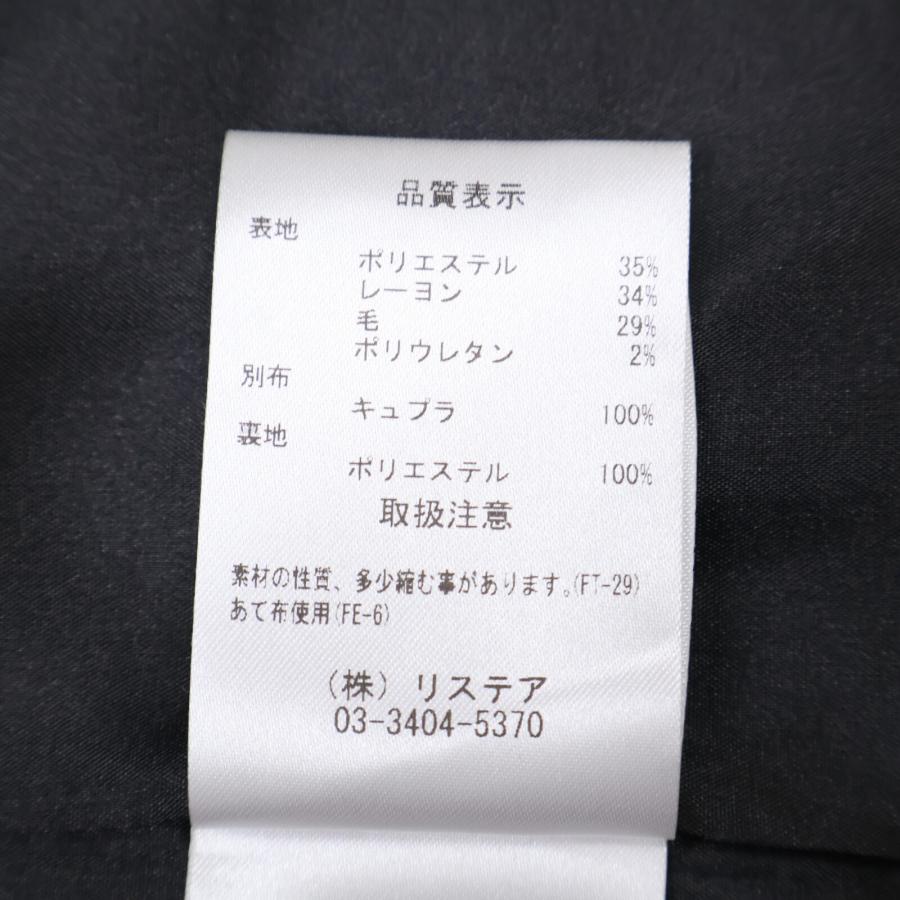 品質表示
表地
ポリエステル 35%
レーヨン 34%
毛 29%
ポリウレタン 2%
別布
キュプラ 100%
裏地
ポリエステル 100%
取扱注意
素材の性質、多少縮む事があります。(FT-29)
あて布使用(FE-6)
(株) リステア
03-3404-5370